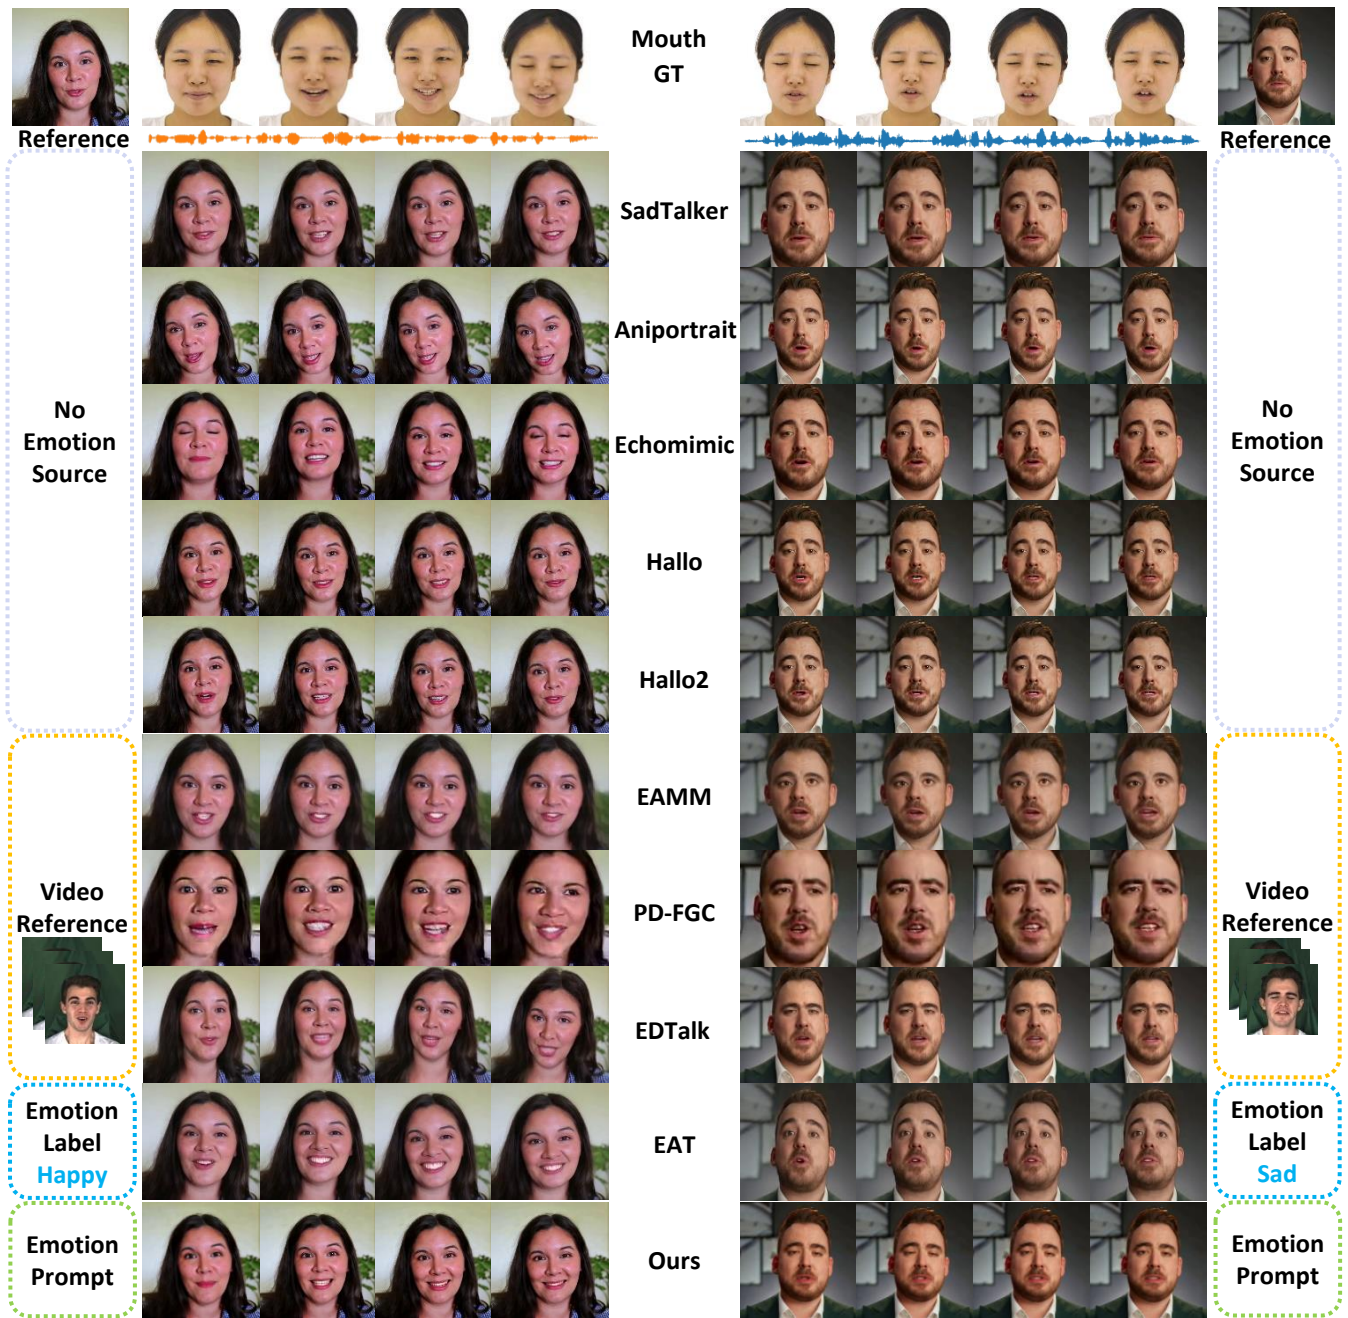 Mouth
GT
Reference
Reference
No
Emotion
Source
SadTalker
Aniportrait
Echomimic
Hallo
Hallo2
No
Emotion
Source
Video
Reference
EAMM
PD-FGC
EDTalk
Video
Reference
Emotion
Label
Happy
EAT
Emotion
Label
Sad
Emotion
Prompt
Ours
Emotion
Prompt